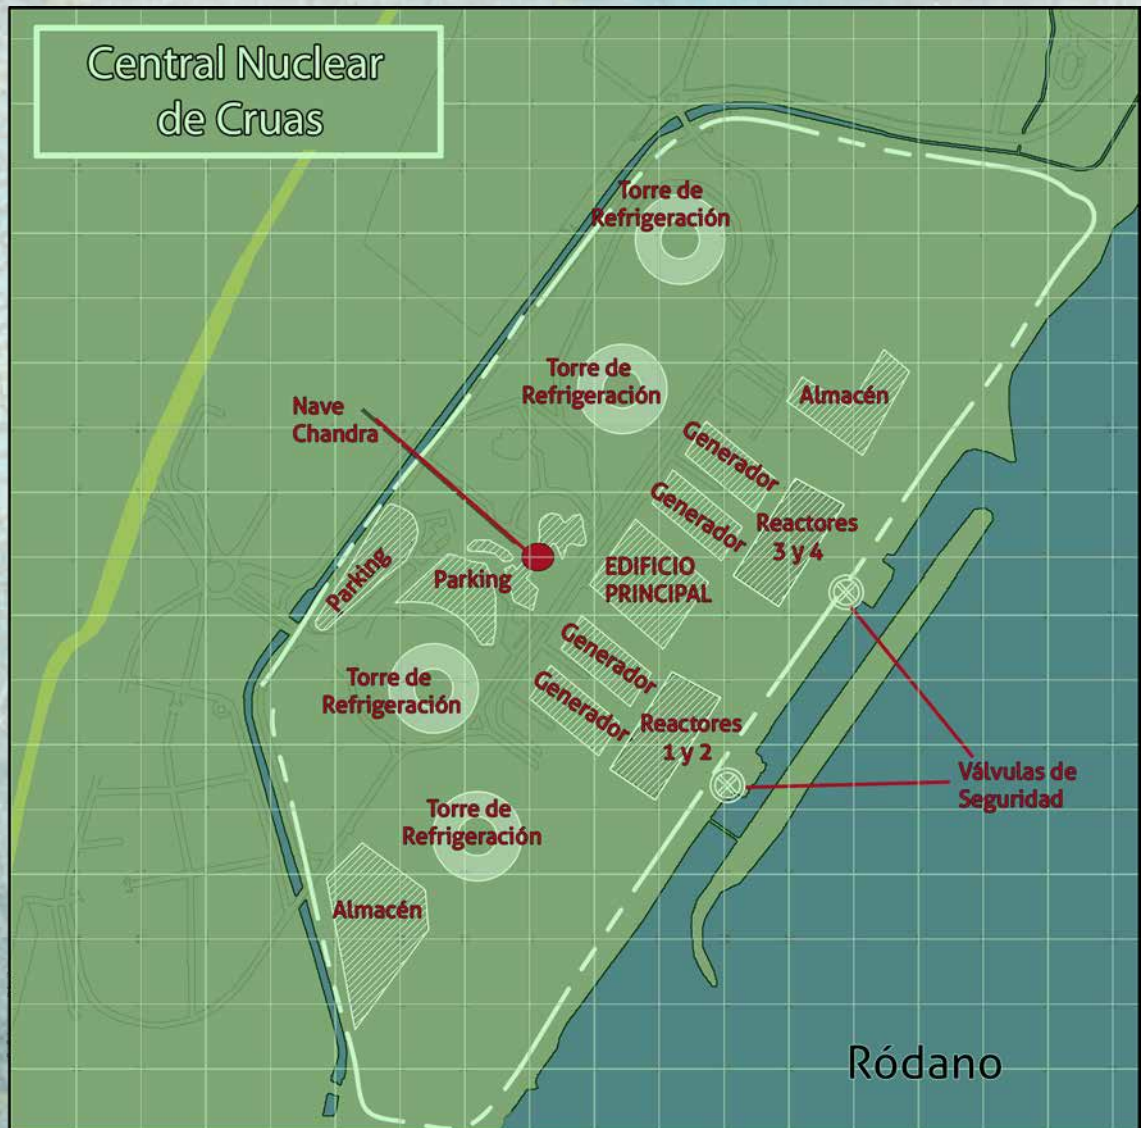 Central Nuclear
de Cruas
Torre de
Refrigeración
Torre de
Refrigeración
Almacén
Nave
Chandra
Generador
Generador
Reactores
3 y 4
EDIFICIO
PRINCIPAL
Parking
Parking
Generador
Generador
Torre de
Refrigeración
Reactores
1 y 2
Válvulas de
Seguridad
Torre de
Refrigeración
Almacén
Ródano